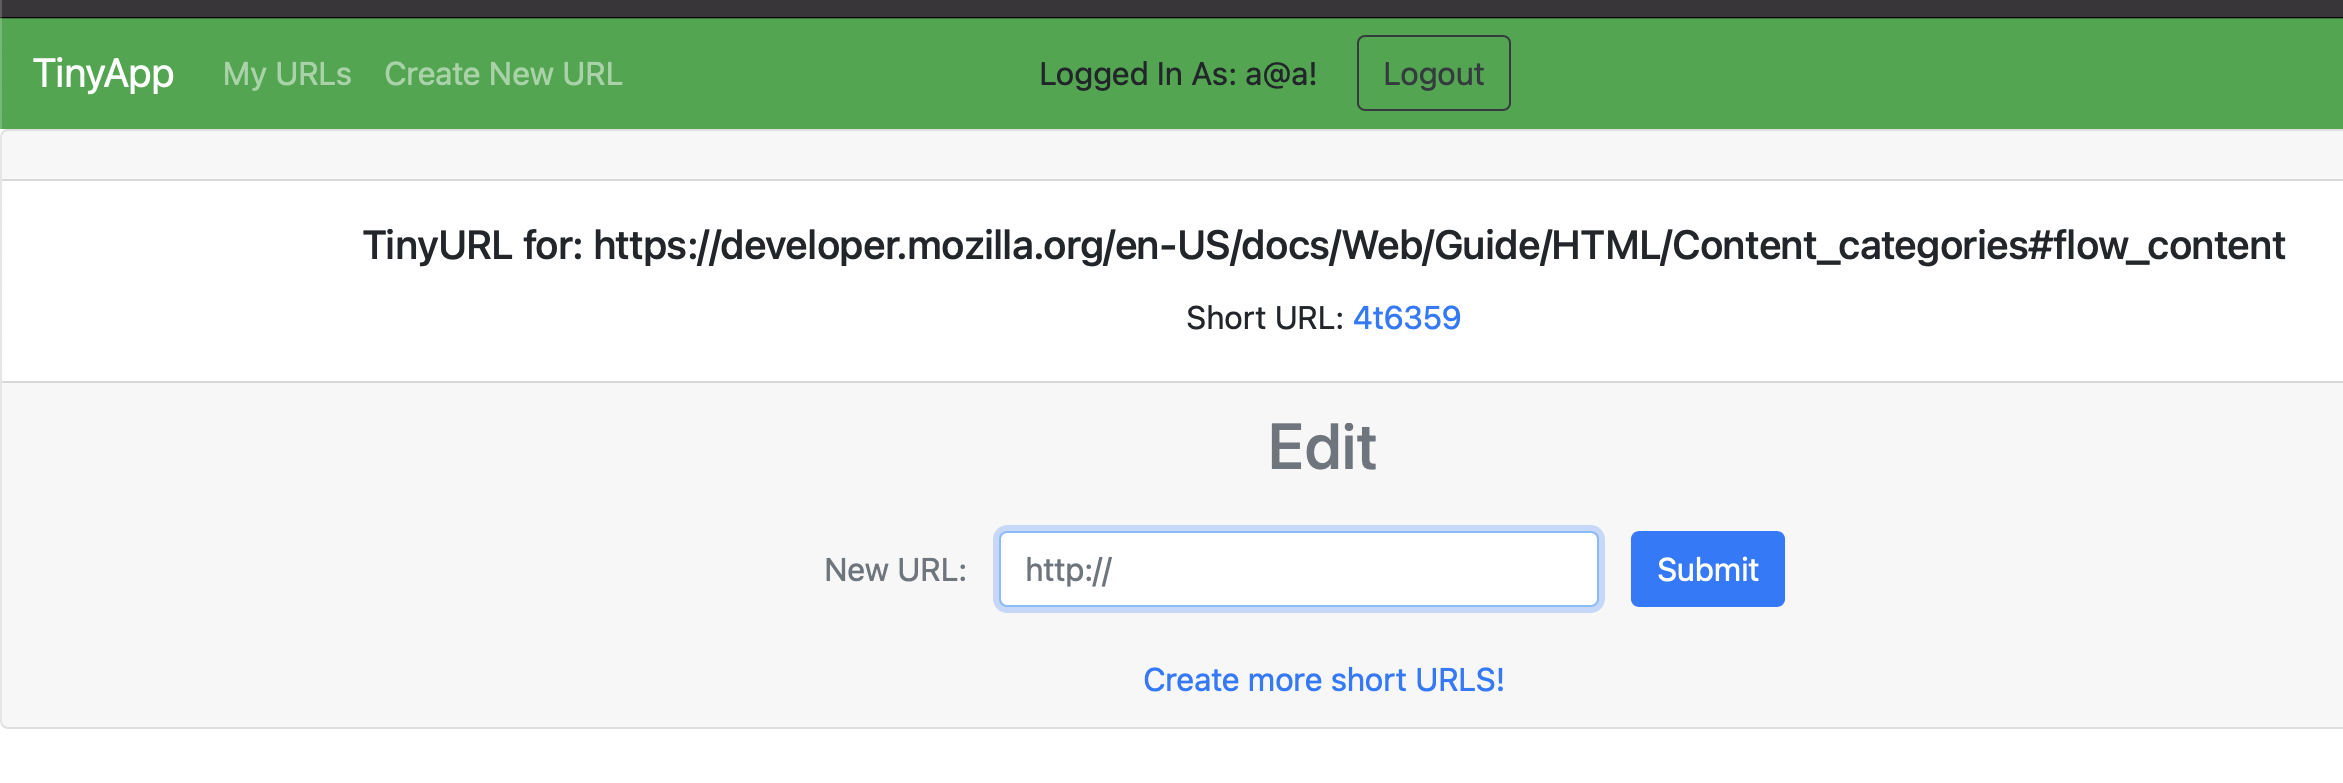 TinyApp My URLs Create New URL Logged In As: a@a! Logout
TinyURL for: https://developer.mozilla.org/en-US/docs/Web/Guide/HTML/Content_categories#flow_content
Short URL: 4t6359
Edit
New URL: http:// Submit
Create more short URLS!